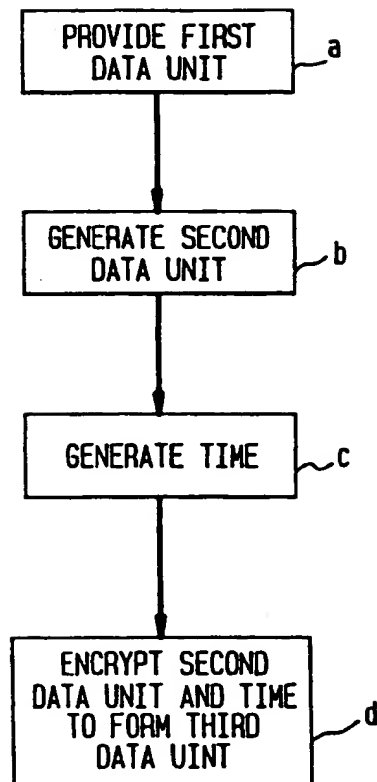 PROVIDE FIRST
DATA UNIT
a
GENERATE SECOND
DATA UNIT
b
GENERATE TIME
c
ENCRYPT SECOND
DATA UNIT AND TIME
TO FORM THIRD
DATA UINT
d